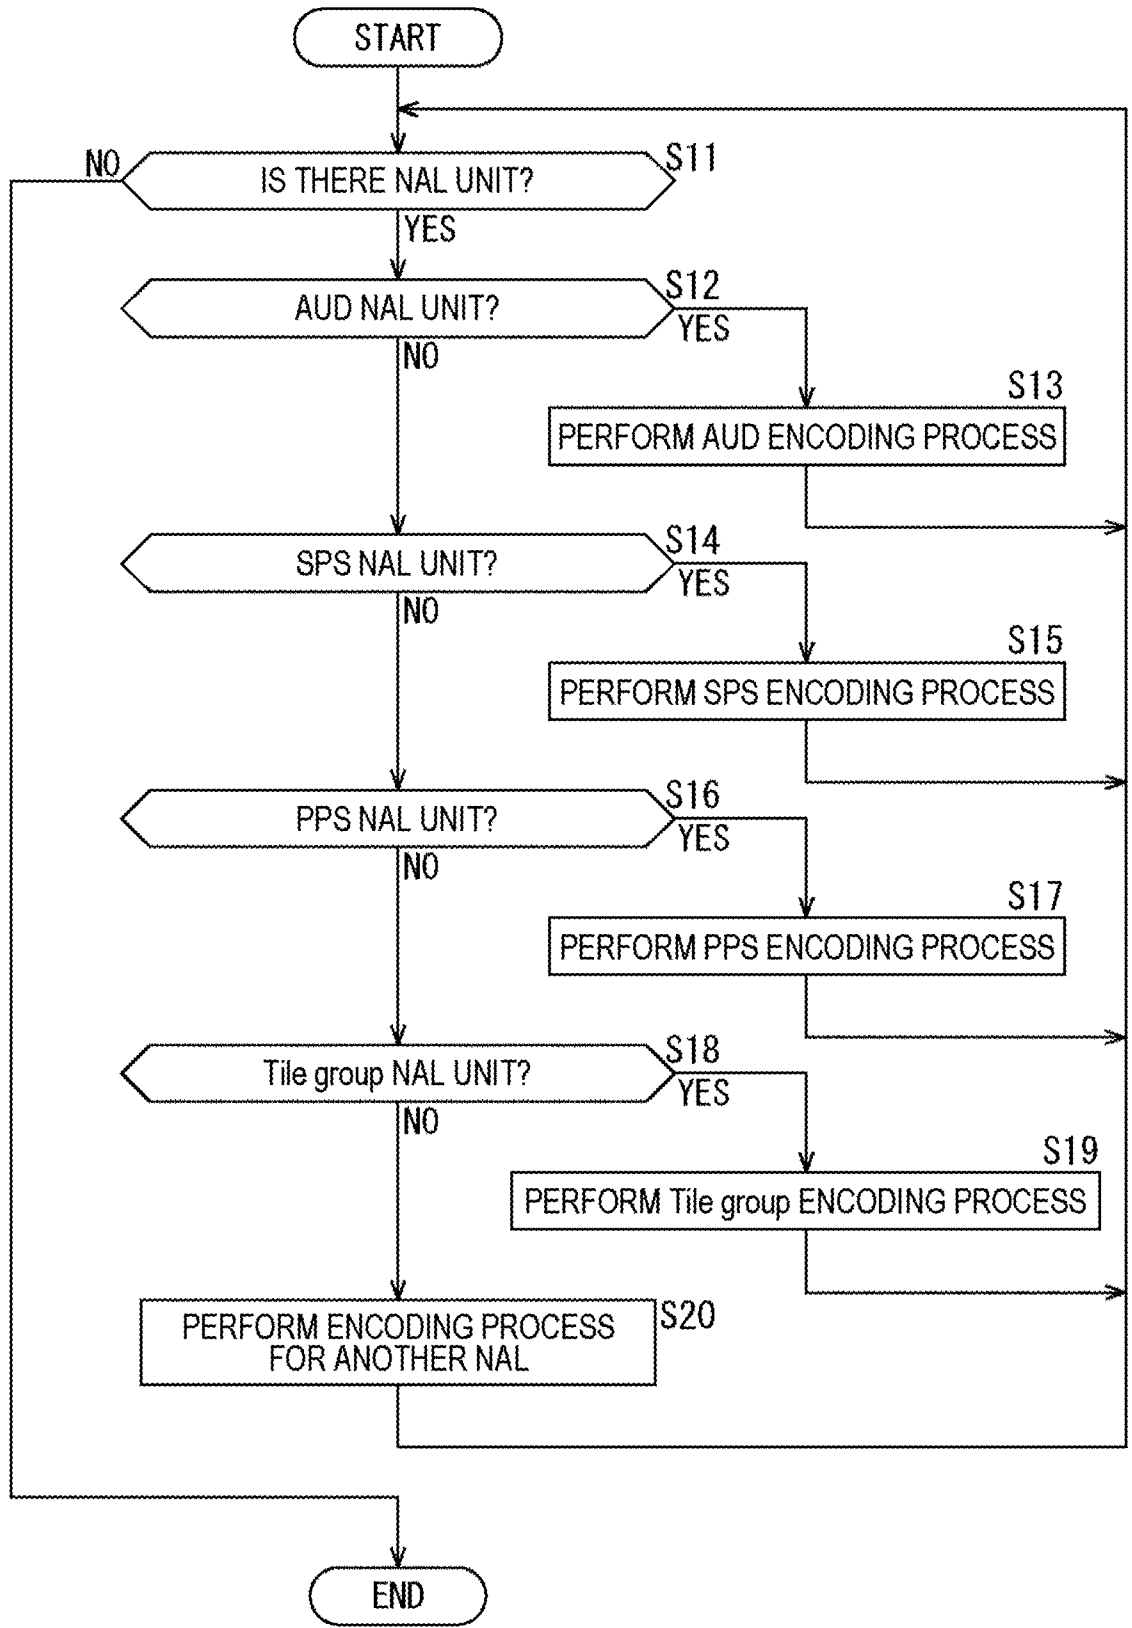 START
NO
IS THERE NAL UNIT?
S11
YES
AUD NAL UNIT?
S12
YES
NO
S13
PERFORM AUD ENCODING PROCESS
SPS NAL UNIT?
S14
YES
NO
S15
PERFORM SPS ENCODING PROCESS
PPS NAL UNIT?
S16
YES
NO
S17
PERFORM PPS ENCODING PROCESS
Tile group NAL UNIT?
S18
YES
NO
S19
PERFORM Tile group ENCODING PROCESS
PERFORM ENCODING PROCESS
FOR ANOTHER NAL
S20
END